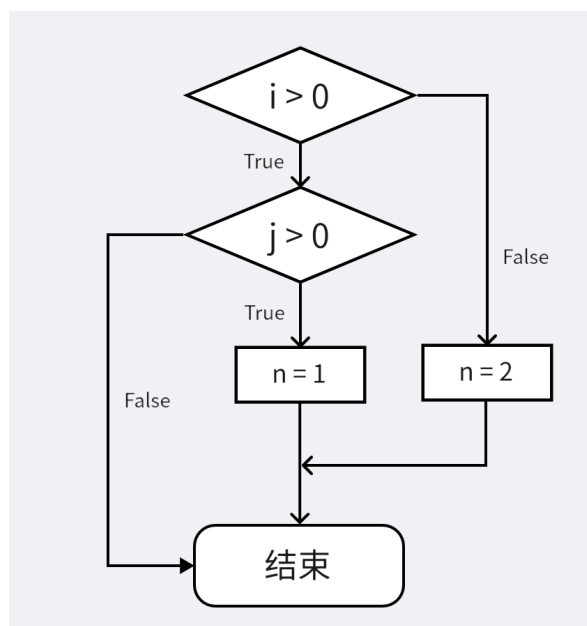 i > 0
True
j > 0
False
True
n = 1
n = 2
False
结束